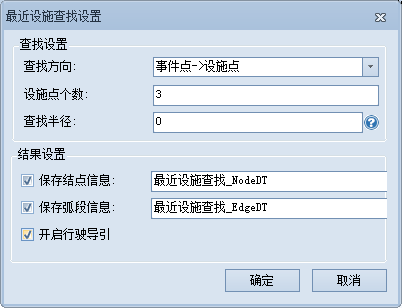 最近设施查找设置
查找设置
查找方向: 事件点->设施点
设施点个数: 3
查找半径: 0
结果设置
保存结点信息: 最近设施查找_NodeDT
保存弧段信息: 最近设施查找_EdgeDT
开启行驶导引
确定 取消